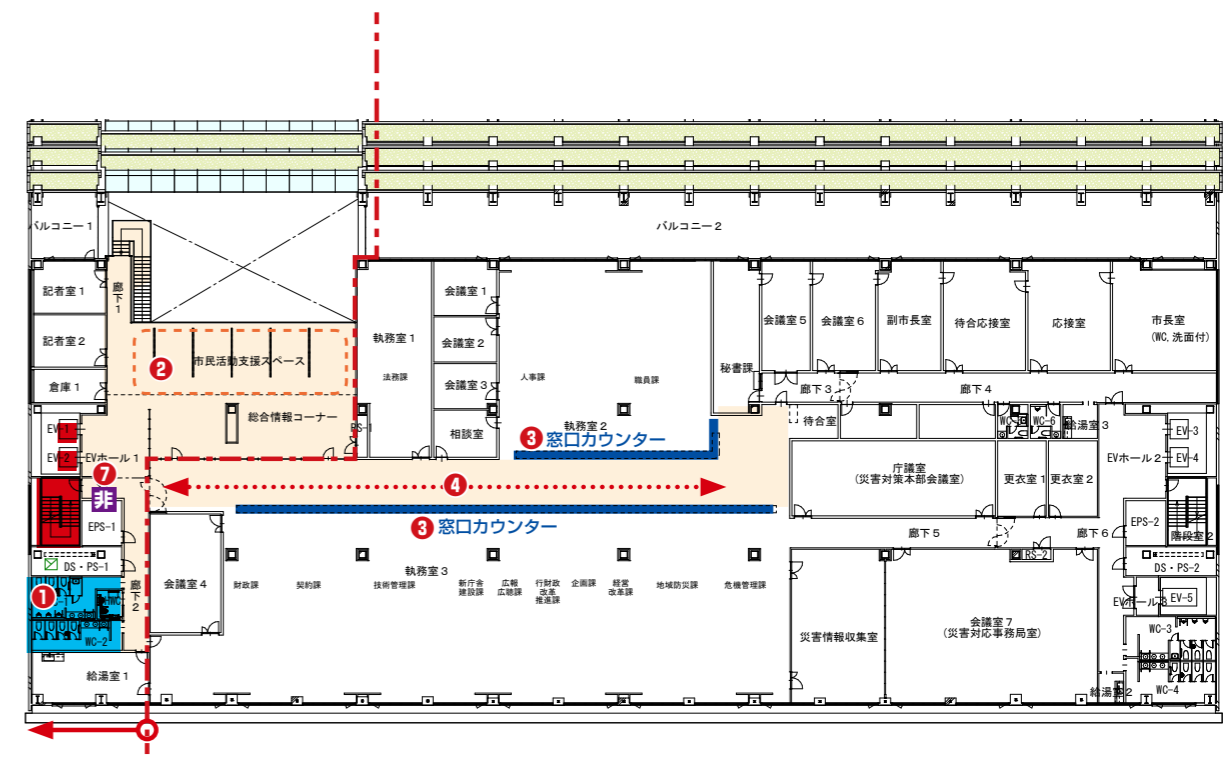 バルコニー1
バルコニー2
記者室1
廊下1
会議室1
会議室5
会議室6
副市長室
待合応接室
応接室
市長室
(WC,洗面付)
記者室2
❷
市民活動支援スペース
執務室1
会議室2
法務課
人事課
職員課
秘書課
倉庫1
会議室3
廊下3
廊下4
総合情報コーナー
PS-1
相談室
執務室2
待合室
WC-5
WC-6
給湯室3
EV-1
EV-2
EVホール1
❸窓口カウンター
EVホール2
EV-3
EV-4
❼
非
❹
庁議室
(災害対策本部会議室)
更衣室1
更衣室2
EPS-1
❸窓口カウンター
廊下5
廊下6
EPS-2
階段室2
DS・PS-1
執務室3
RS-2
DS・PS-2
会議室4
財政課
契約課
技術管理課
新庁舎
建設課
広報
広聴課
行財政
改革
推進課
企画課
経営
改革課
地域防災課
危機管理課
❶
廊下2
WC-2
EVホール3
EV-5
災害情報収集室
会議室7
(災害対応事務局室)
WC-3
給湯室1
給湯室2
WC-4